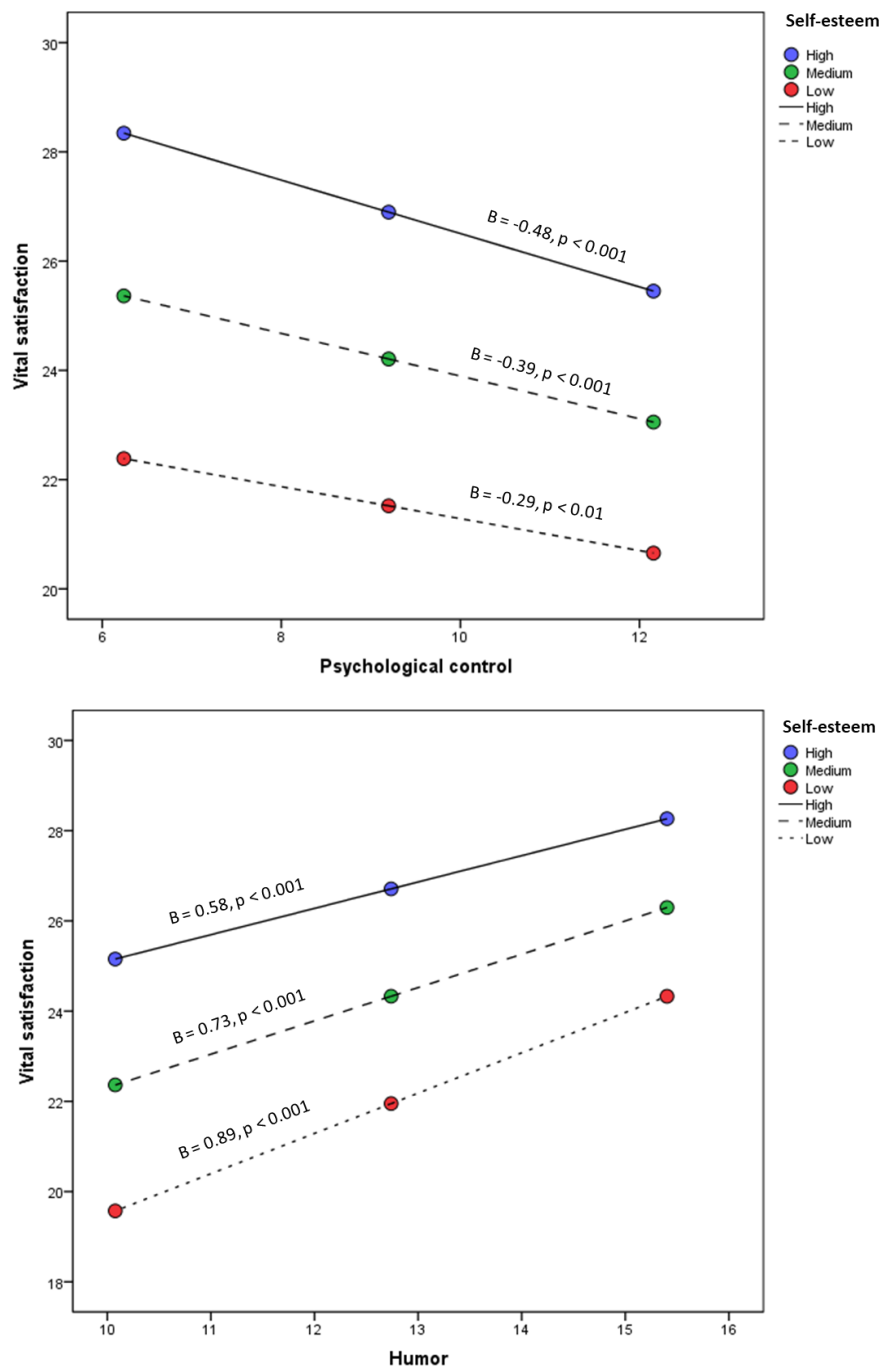 Self-esteem
High
Medium
Low
High
Medium
Low
30
28
26
24
22
20
Vital satisfaction
B = -0.48, p < 0.001
B = -0.39, p < 0.001
B = -0.29, p < 0.01
6
8
10
12
Psychological control
Self-esteem
High
Medium
Low
High
Medium
Low
30
28
26
24
22
20
18
Vital satisfaction
B = 0.58, p < 0.001
B = 0.73, p < 0.001
B = 0.89, p < 0.001
10
11
12
13
14
15
16
Humor